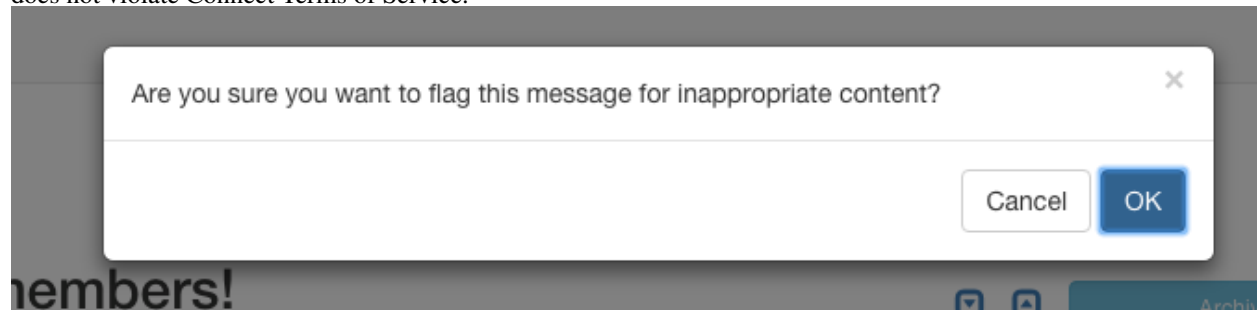 does not violate Connect Terms of Service.
Are you sure you want to flag this message for inappropriate content?
×
Cancel
OK
members!